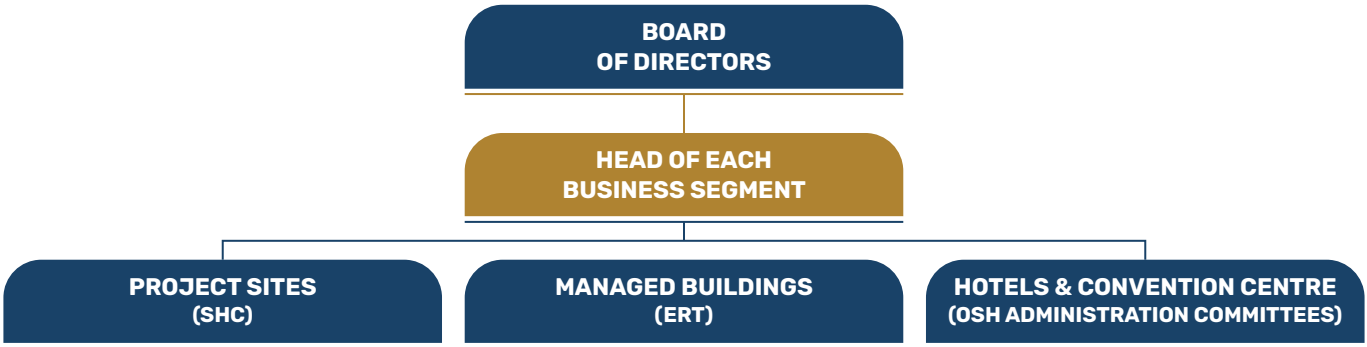 BOARD
OF DIRECTORS
HEAD OF EACH
BUSINESS SEGMENT
PROJECT SITES
(SHC)
MANAGED BUILDINGS
(ERT)
HOTELS & CONVENTION CENTRE
(OSH ADMINISTRATION COMMITTEES)